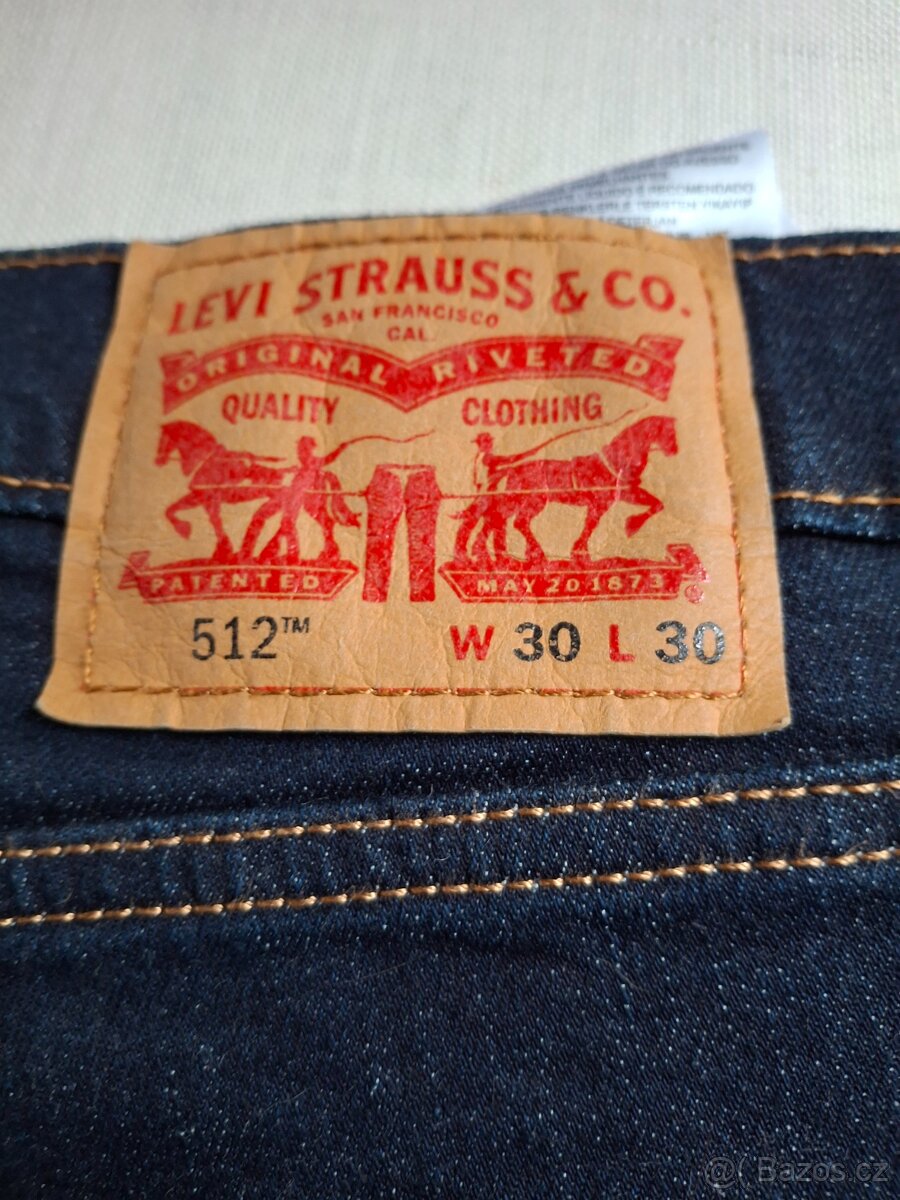 RECOMENDADO
LEVI STRAUSS & CO.
SAN FRANCISCO
CAL.
ORIGINAL RIVETED
QUALITY CLOTHING
PATENTED MAY 20 1873
512™ W 30 L 30
@ Bazos.cz